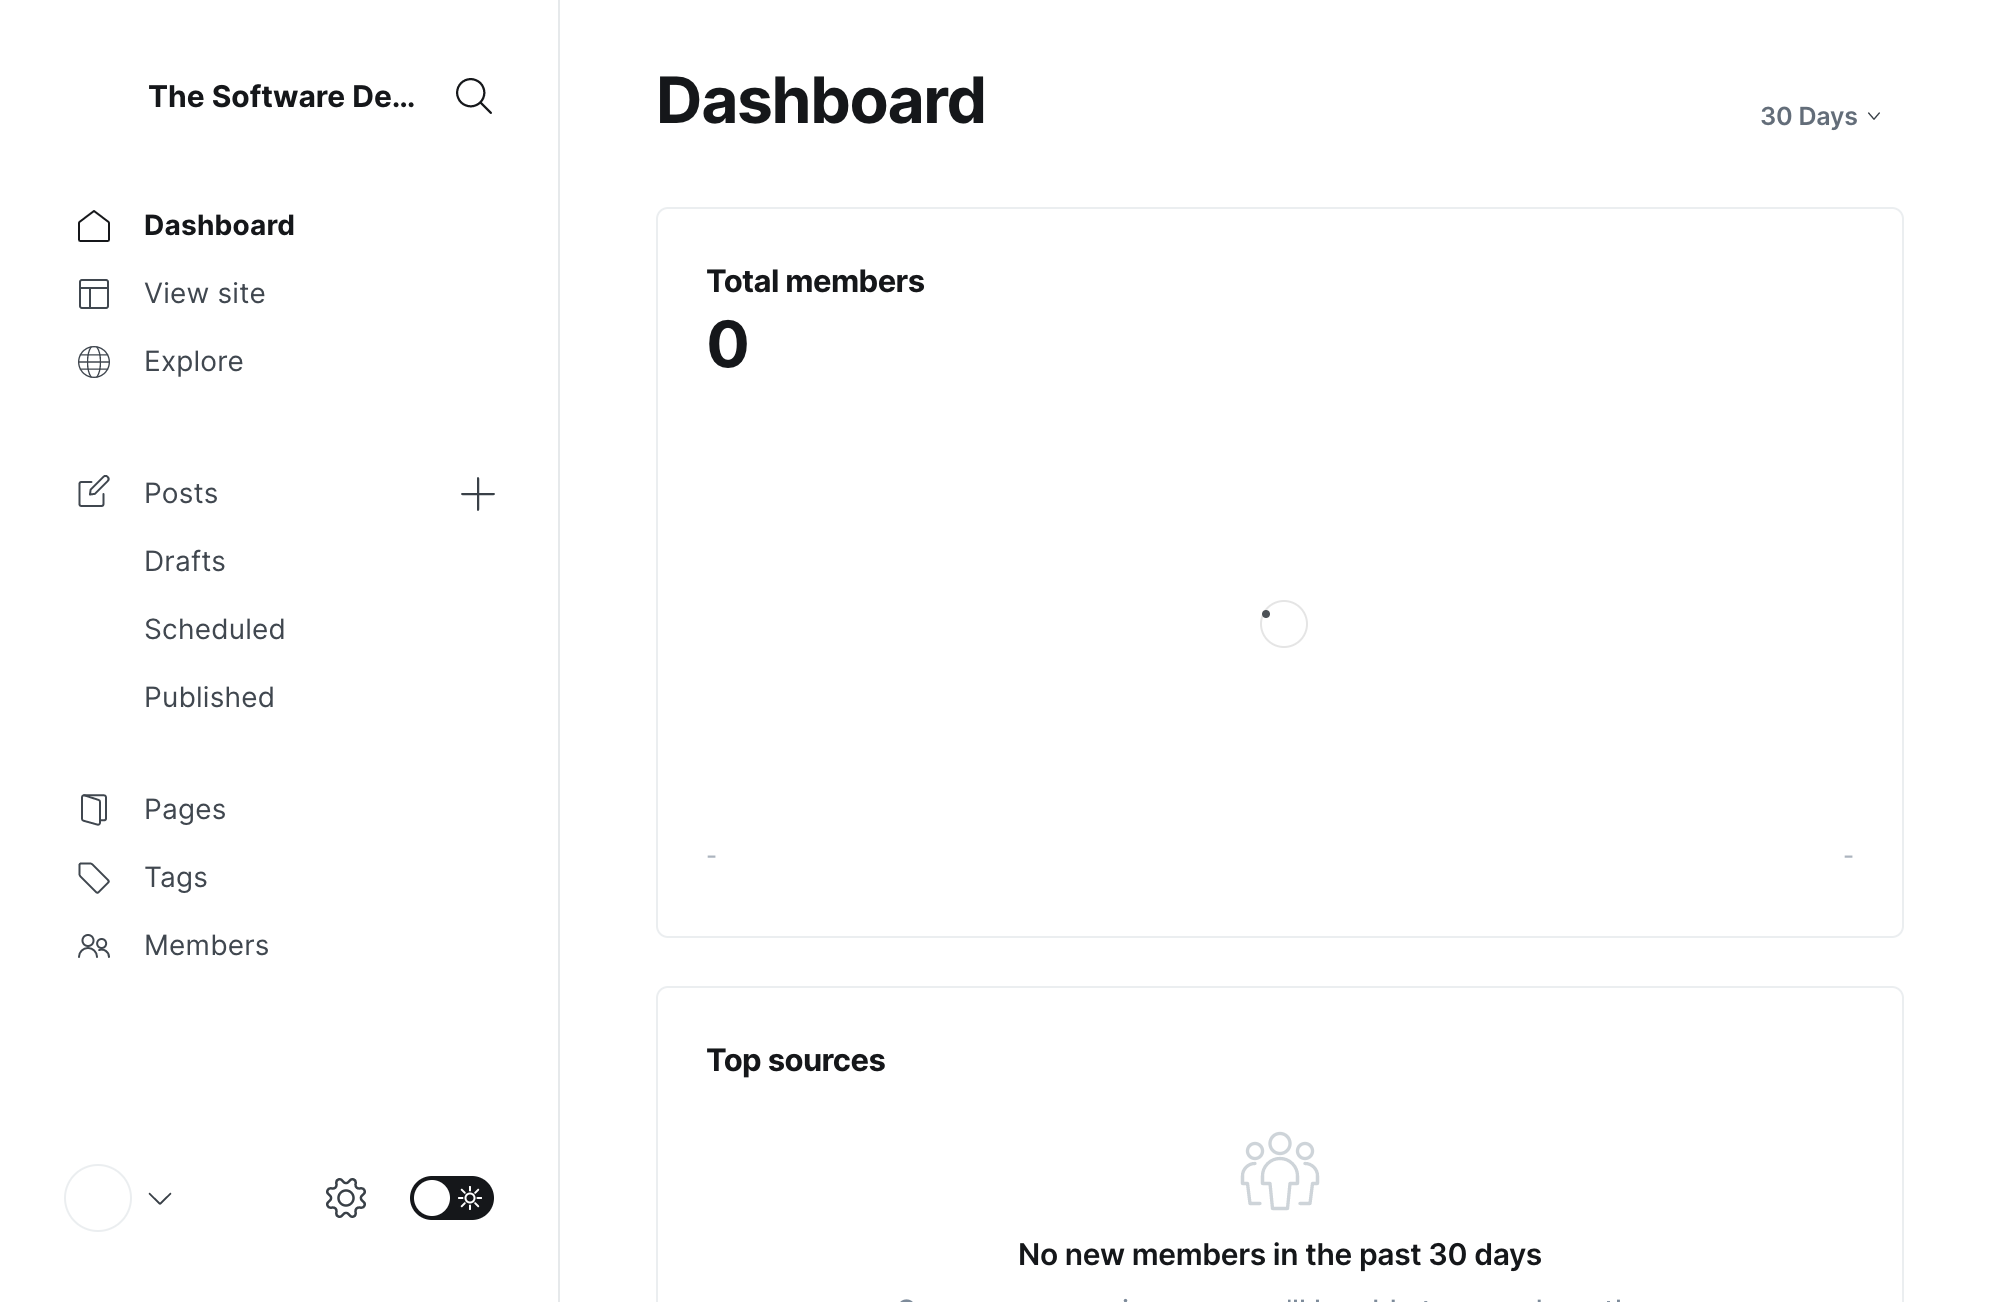 The Software De...
Dashboard
View site
Explore
Posts
Drafts
Scheduled
Published
Pages
Tags
Members
Dashboard
30 Days
Total members
0
-
-
Top sources
No new members in the past 30 days